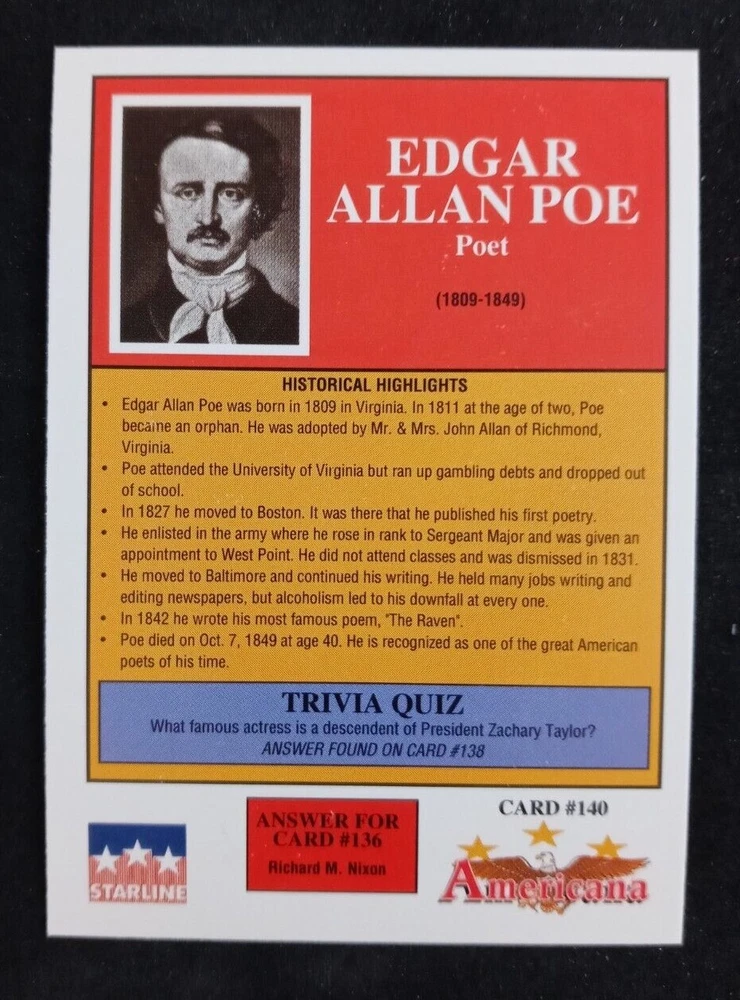 EDGAR
ALLAN POE
Poet
(1809-1849)
HISTORICAL HIGHLIGHTS
• Edgar Allan Poe was born in 1809 in Virginia. In 1811 at the age of two, Poe
became an orphan. He was adopted by Mr. & Mrs. John Allan of Richmond,
Virginia.
• Poe attended the University of Virginia but ran up gambling debts and dropped out
of school.
• In 1827 he moved to Boston. It was there that he published his first poetry.
• He enlisted in the army where he rose in rank to Sergeant Major and was given an
appointment to West Point. He did not attend classes and was dismissed in 1831.
• He moved to Baltimore and continued his writing. He held many jobs writing and
editing newspapers, but alcoholism led to his downfall at every one.
• In 1842 he wrote his most famous poem, "The Raven".
• Poe died on Oct. 7, 1849 at age 40. He is recognized as one of the great American
poets of his time.
TRIVIA QUIZ
What famous actress is a descendent of President Zachary Taylor?
ANSWER FOUND ON CARD #138
STARLINE
ANSWER FOR
CARD #136
Richard M. Nixon
CARD #140
Americana